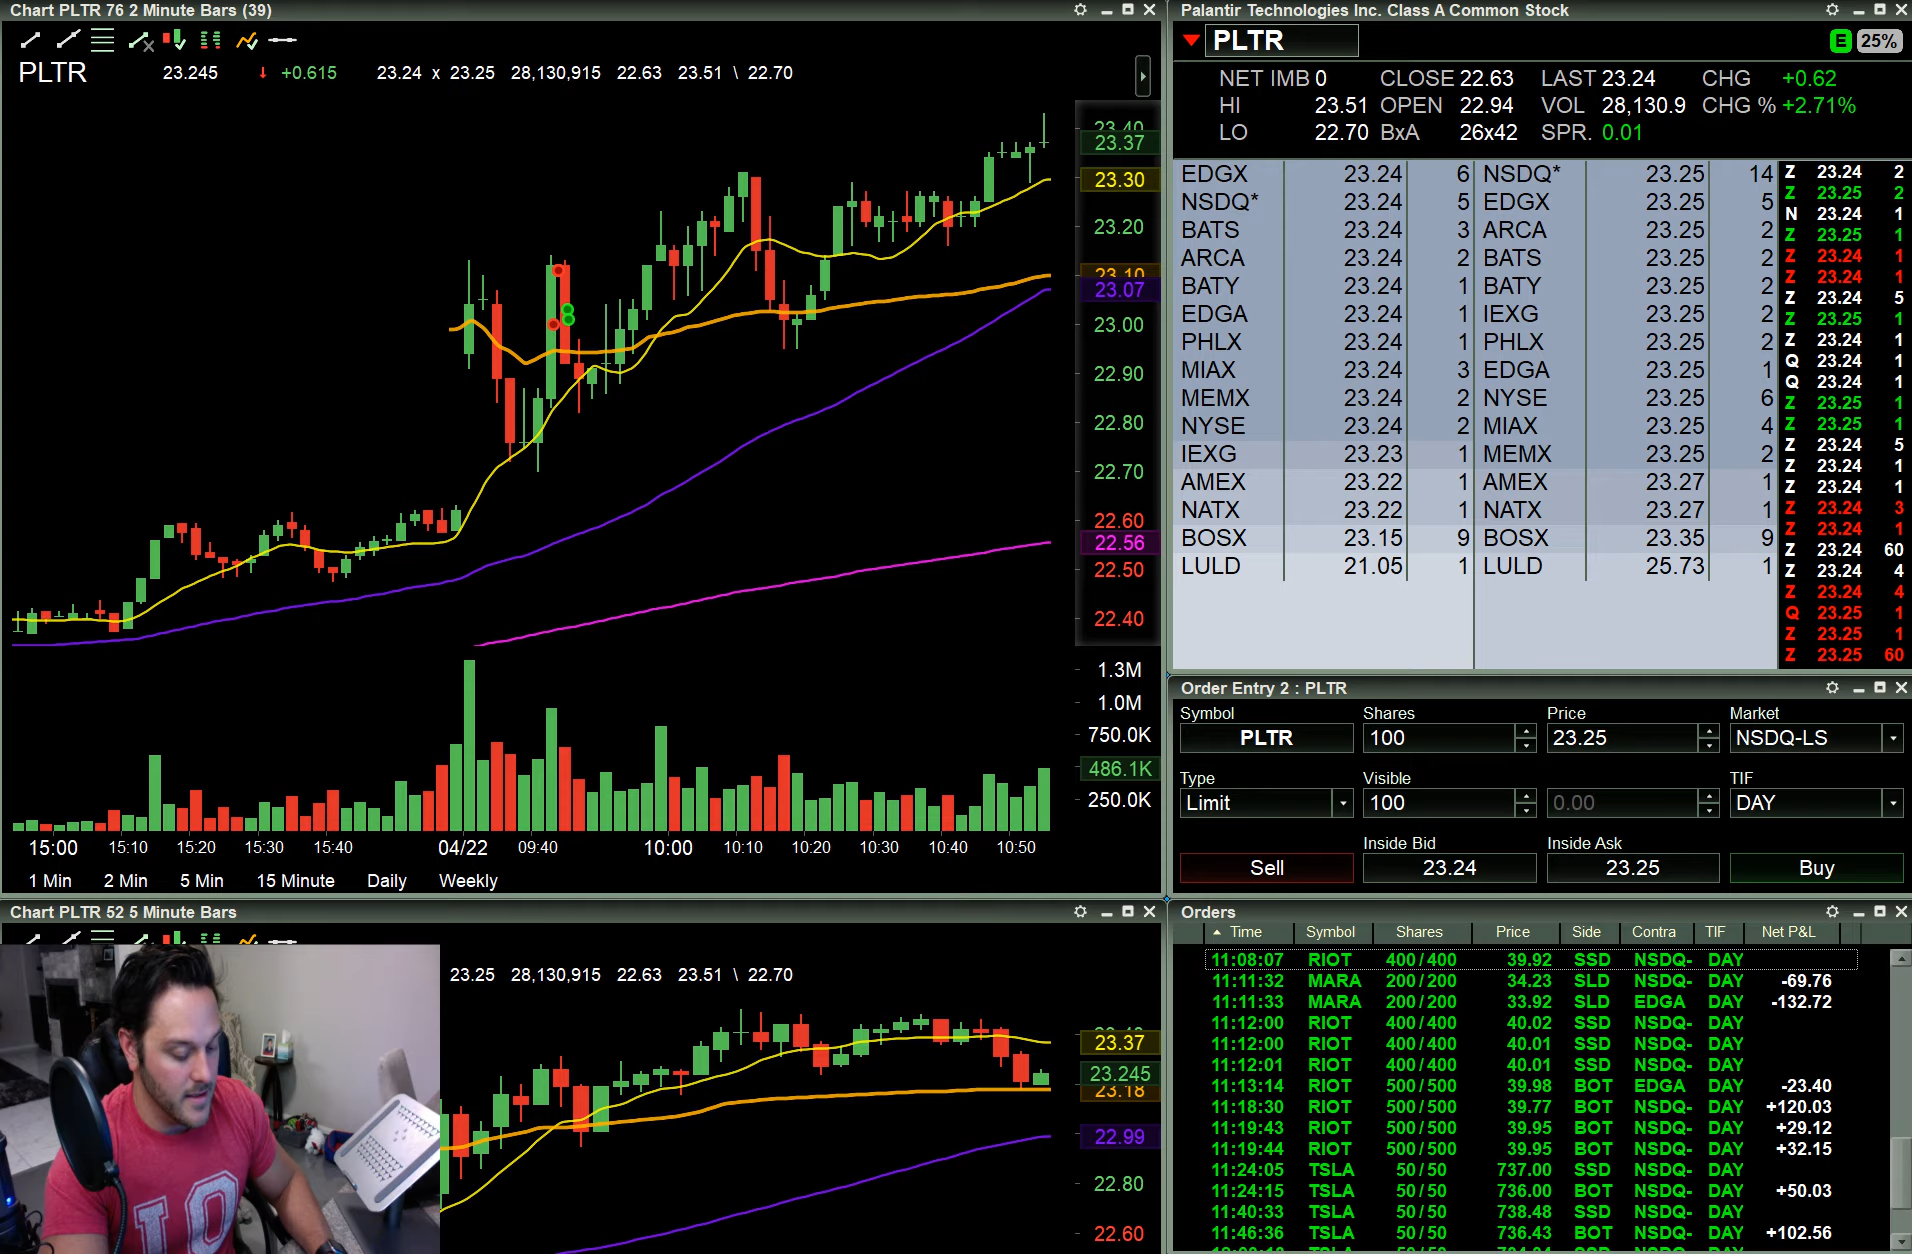 Chart PLTR 76 2 Minute Bars (39)
PLTR 23.245 +0.615 23.24 x 23.25 28,130,915 22.63 23.51 \ 22.70
23.40
23.37
23.30
23.20
23.10
23.07
23.00
22.90
22.80
22.70
22.60
22.56
22.50
22.40
1.3M
1.0M
750.0K
486.1K
250.0K
15:00 15:10 15:20 15:30 15:40 04/22 09:40 10:00 10:10 10:20 10:30 10:40 10:50
1 Min 2 Min 5 Min 15 Minute Daily Weekly
Chart PLTR 52 5 Minute Bars
23.25 28,130,915 22.63 23.51 \ 22.70
23.37
23.245
23.18
22.99
22.80
22.60
Palantir Technologies Inc. Class A Common Stock
PLTR E 25%
NET IMB 0 CLOSE 22.63 LAST 23.24 CHG +0.62
HI 23.51 OPEN 22.94 VOL 28,130.9 CHG % +2.71%
LO 22.70 BxA 26x42 SPR. 0.01
EDGX 23.24 6 NSDQ* 23.25 14
NSDQ* 23.24 5 EDGX 23.25 5
BATS 23.24 3 ARCA 23.25 2
ARCA 23.24 2 BATS 23.25 2
BATY 23.24 1 BATY 23.25 2
EDGA 23.24 1 IEXG 23.25 2
PHLX 23.24 1 PHLX 23.25 2
MIAX 23.24 3 EDGA 23.25 1
MEMX 23.24 2 NYSE 23.25 6
NYSE 23.24 2 MIAX 23.25 4
IEXG 23.23 1 MEMX 23.25 2
AMEX 23.22 1 AMEX 23.27 1
NATX 23.22 1 NATX 23.27 1
BOSX 23.15 9 BOSX 23.35 9
LULD 21.05 1 LULD 25.73 1
Z 23.24 2
Z 23.25 2
N 23.24 1
Z 23.25 1
Z 23.24 1
Z 23.24 1
Z 23.24 5
Z 23.25 1
Z 23.24 1
Q 23.24 1
Q 23.24 1
Z 23.25 1
Z 23.25 1
Z 23.24 5
Z 23.24 1
Z 23.24 1
Z 23.24 3
Z 23.24 1
Z 23.24 60
Z 23.24 4
Z 23.24 4
Q 23.25 1
Z 23.25 1
Z 23.25 60
Order Entry 2 : PLTR
Symbol Shares Price Market
PLTR 100 23.25 NSDQ-LS
Type Visible TIF
Limit 100 0.00 DAY
Inside Bid Inside Ask
Sell 23.24 23.25 Buy
Orders
Time Symbol Shares Price Side Contra TIF Net P&L
11:08:07 RIOT 400/400 39.92 SSD NSDQ- DAY
11:11:32 MARA 200/200 34.23 SLD NSDQ- DAY -69.76
11:11:33 MARA 200/200 33.92 SLD EDGA DAY -132.72
11:12:00 RIOT 400/400 40.02 SSD NSDQ- DAY
11:12:00 RIOT 400/400 40.01 SSD NSDQ- DAY
11:12:01 RIOT 400/400 40.01 SSD NSDQ- DAY
11:13:14 RIOT 500/500 39.98 BOT EDGA DAY -23.40
11:18:30 RIOT 500/500 39.77 BOT NSDQ- DAY +120.03
11:19:43 RIOT 500/500 39.95 BOT NSDQ- DAY +29.12
11:19:44 RIOT 500/500 39.95 BOT NSDQ- DAY +32.15
11:24:05 TSLA 50/50 737.00 SSD NSDQ- DAY
11:24:15 TSLA 50/50 736.00 BOT NSDQ- DAY +50.03
11:40:33 TSLA 50/50 738.48 SSD NSDQ- DAY
11:46:36 TSLA 50/50 736.43 BOT NSDQ- DAY +102.56